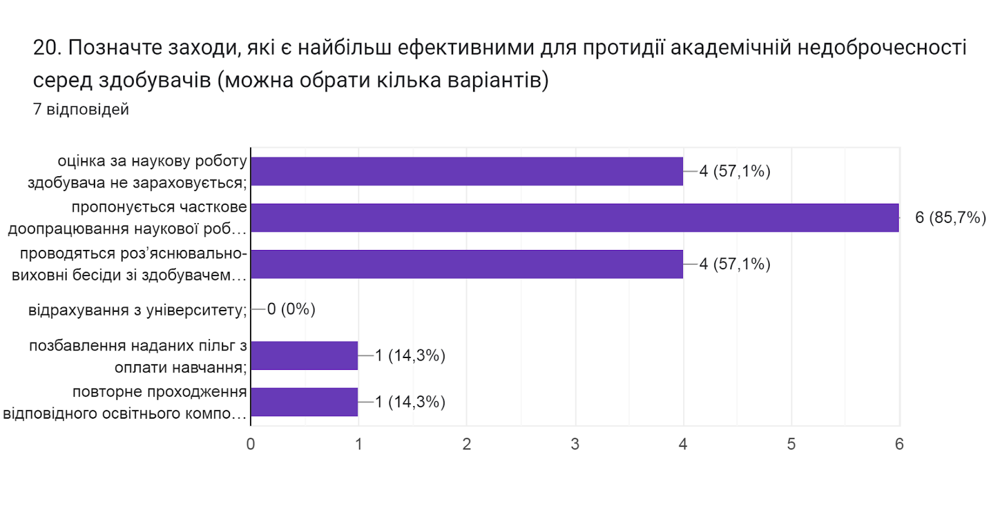 20. Позначте заходи, які є найбільш ефективними для протидії академічній недоброчесності
серед здобувачів (можна обрати кілька варіантів)
7 відповідей
оцінка за наукову роботу
здобувача не зараховується;
4 (57,1%)
пропонується часткове
доопрацювання наукової роб…
6 (85,7%)
проводяться роз’яснювально-
виховні бесіди зі здобувачем…
4 (57,1%)
відрахування з університету;
0 (0%)
позбавлення наданих пільг з
оплати навчання;
1 (14,3%)
повторне проходження
відповідного освітнього компо…
1 (14,3%)
0 1 2 3 4 5 6